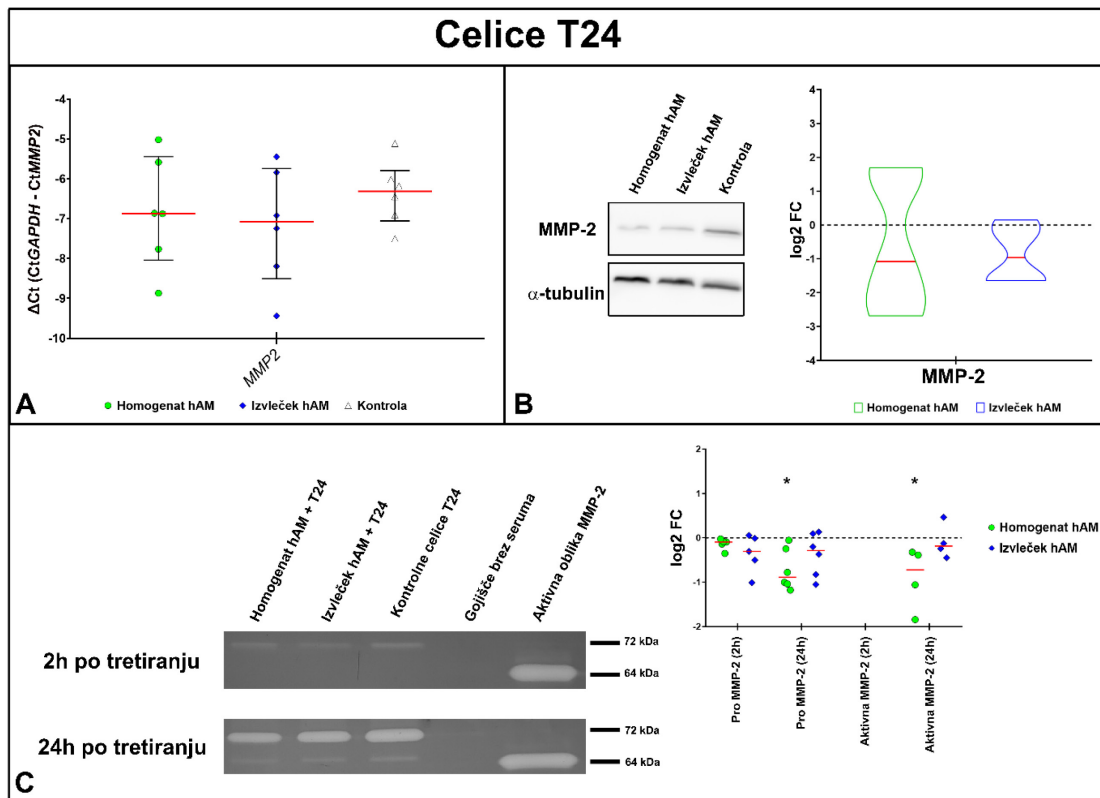 Celice T24
ΔCt (CtGAPDH - CtMMP2)
-4
-5
-6
-7
-8
-9
-10
MMP2
Homogenat hAM
Izvleček hAM
Kontrola
A
Homogenat hAM
Izvleček hAM
Kontrola
MMP-2
α-tubulin
log2 FC
4
3
2
1
0
-1
-2
-3
-4
MMP-2
Homogenat hAM
Izvleček hAM
B
Homogenat hAM + T24
Izvleček hAM + T24
Kontrolne celice T24
Gojišče brez seruma
Aktivna oblika MMP-2
2h po tretiranju
72 kDa
64 kDa
24h po tretiranju
72 kDa
64 kDa
log2 FC
2
1
0
-1
-2
*
*
Pro MMP-2 (2h)
Pro MMP-2 (24h)
Aktivna MMP-2 (2h)
Aktivna MMP-2 (24h)
Homogenat hAM
Izvleček hAM
C